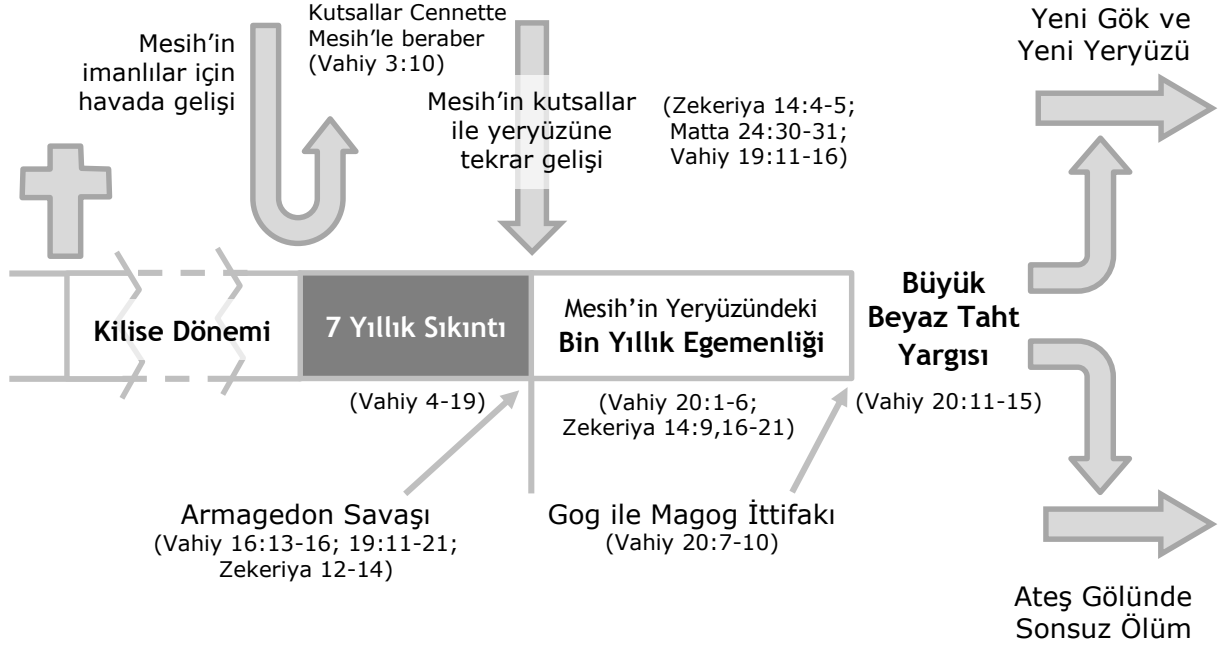 Mesih’in
imanlılar için
havada gelişi
Kutsallar Cennette
Mesih’le beraber
(Vahiy 3:10)
Mesih’in kutsallar
ile yeryüzüne
tekrar gelişi
(Zekeriya 14:4-5;
Matta 24:30-31;
Vahiy 19:11-16)
Yeni Gök ve
Yeni Yeryüzü
Kilise Dönemi
7 Yıllık Sıkıntı
Mesih’in Yeryüzündeki
Bin Yıllık Egemenliği
Büyük
Beyaz Taht
Yargısı
(Vahiy 4-19)
(Vahiy 20:1-6;
Zekeriya 14:9,16-21)
(Vahiy 20:11-15)
Armagedon Savaşı
(Vahiy 16:13-16; 19:11-21;
Zekeriya 12-14)
Gog ile Magog İttifakı
(Vahiy 20:7-10)
Ateş Gölünde
Sonsuz Ölüm